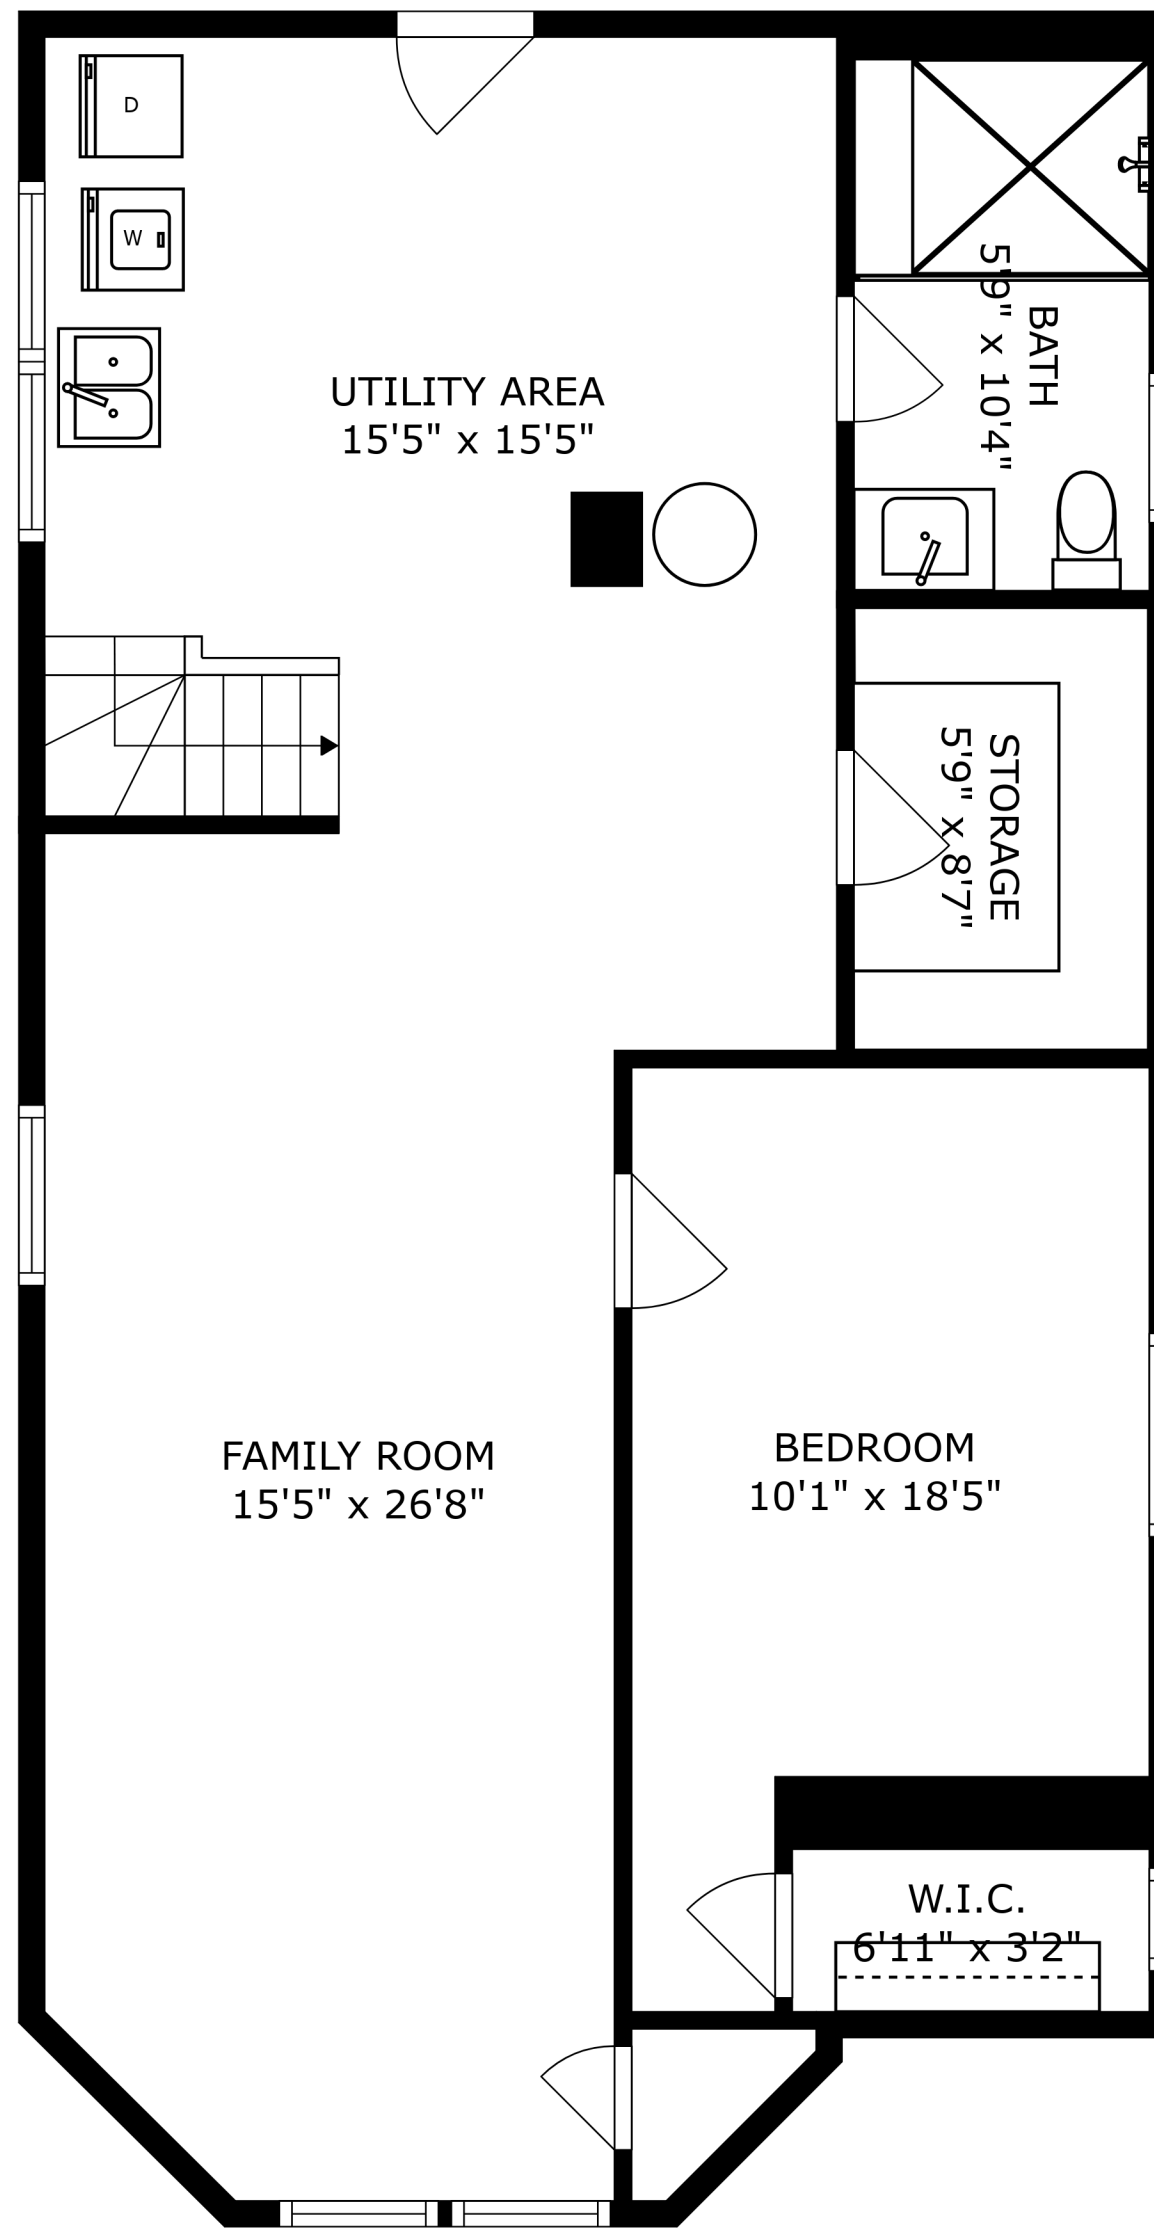 D
W
UTILITY AREA
15'5" x 15'5"
BATH
5'9" x 10'4"
STORAGE
5'9" x 8'7"
FAMILY ROOM
15'5" x 26'8"
BEDROOM
10'1" x 18'5"
W.I.C.
6'11" x 3'2"